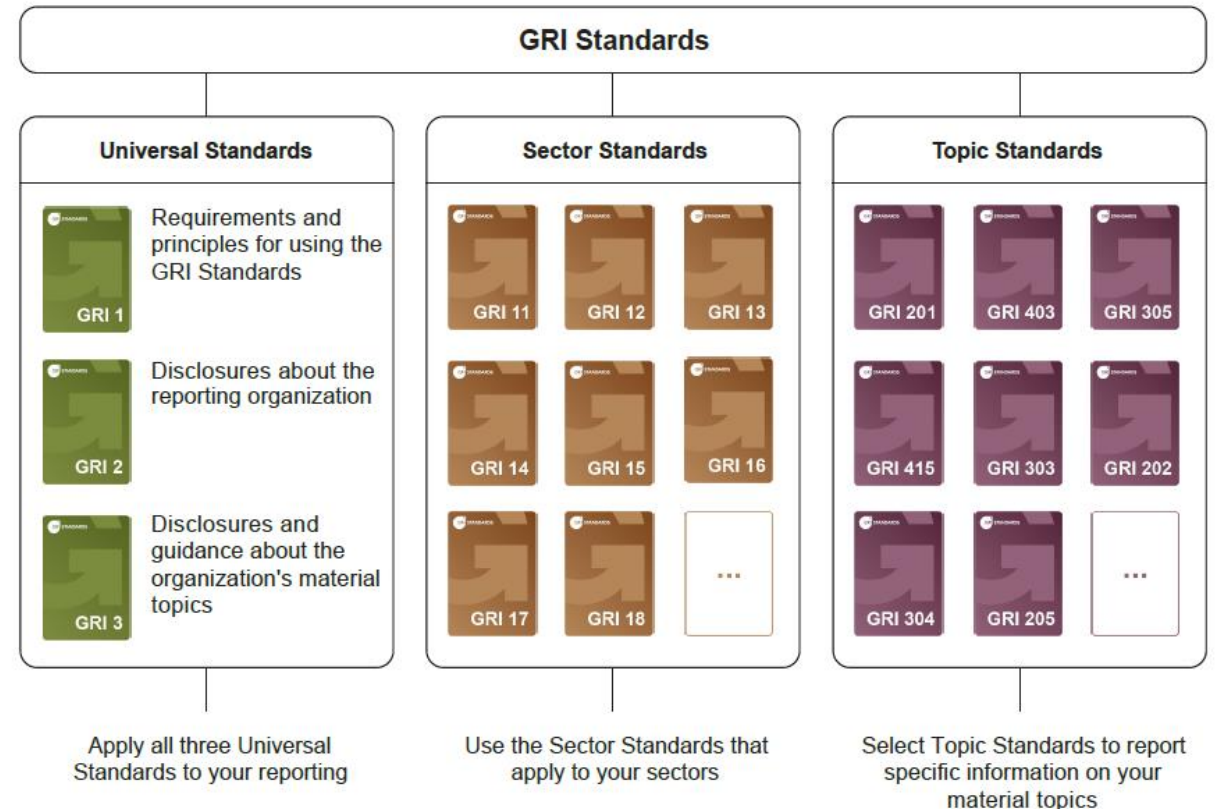 GRI Standards
Universal Standards
GRI 1
Requirements and
principles for using the
GRI Standards
GRI 2
Disclosures about the
reporting organization
GRI 3
Disclosures and
guidance about the
organization's material
topics
Apply all three Universal
Standards to your reporting
Sector Standards
GRI 11 GRI 12 GRI 13
GRI 14 GRI 15 GRI 16
GRI 17 GRI 18 ...
Use the Sector Standards that
apply to your sectors
Topic Standards
GRI 201 GRI 403 GRI 305
GRI 415 GRI 303 GRI 202
GRI 304 GRI 205 ...
Select Topic Standards to report
specific information on your
material topics